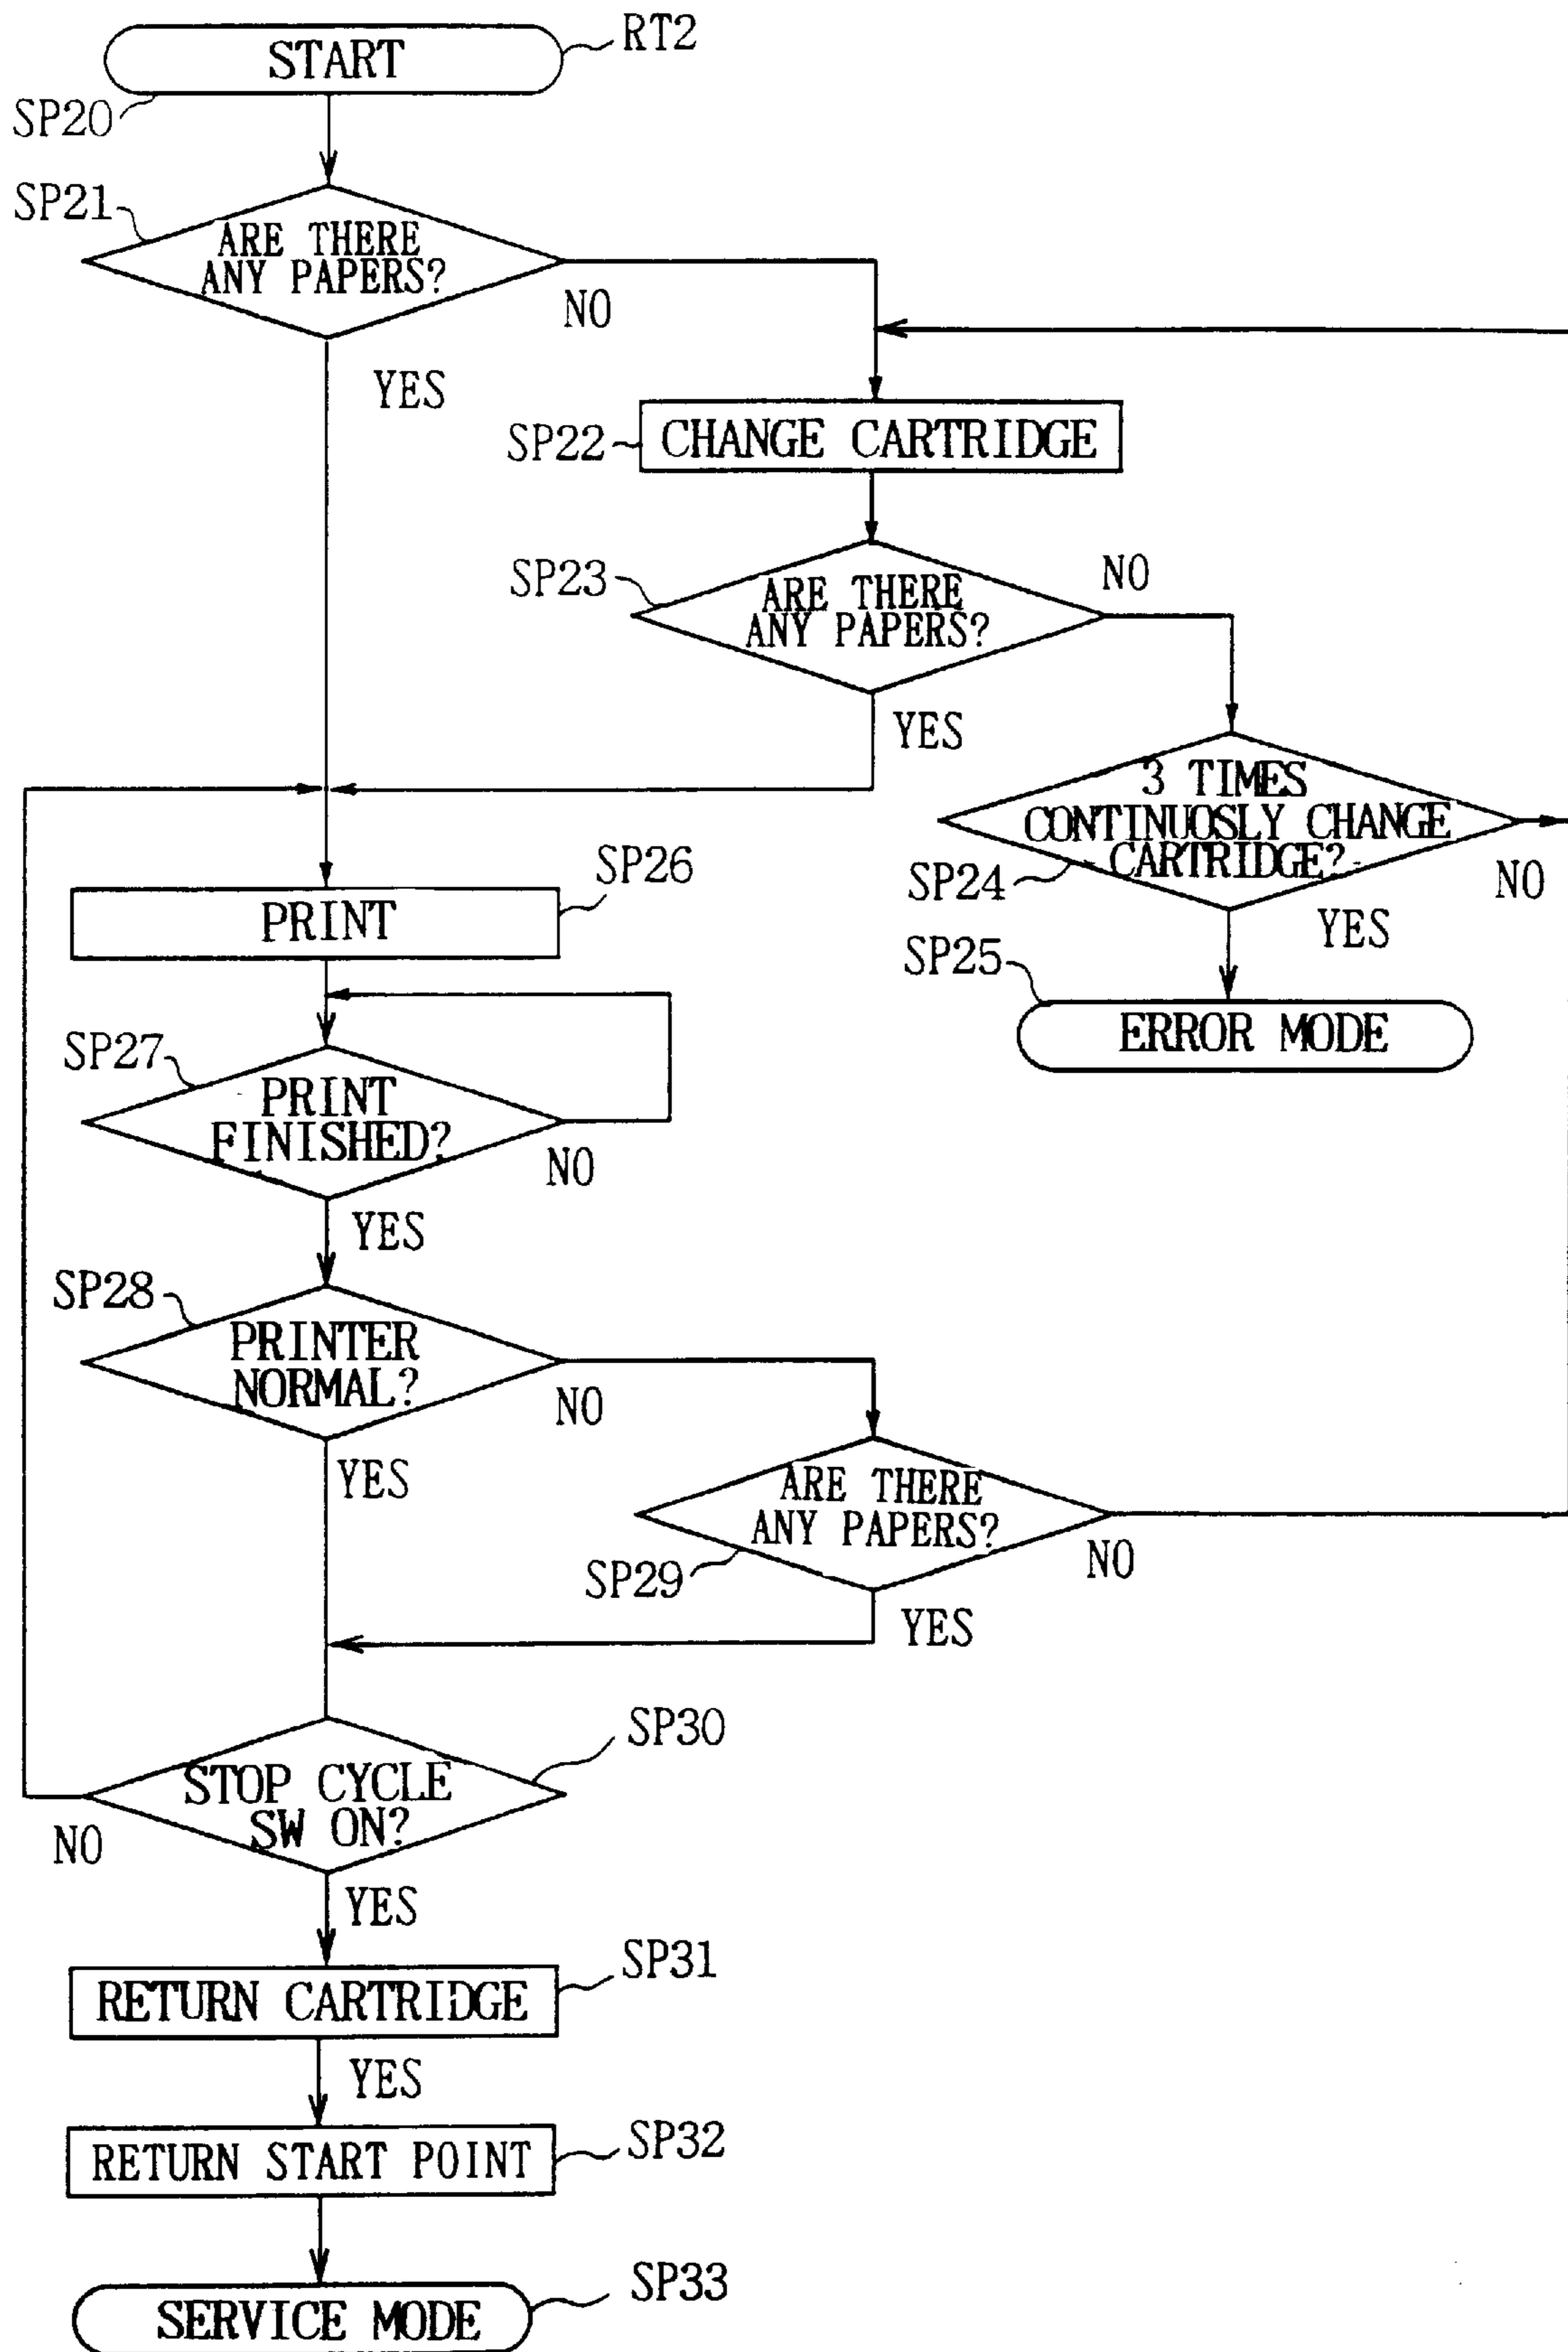 START
RT2
SP20
SP21
ARE THERE
ANY PAPERS?
NO
YES
SP22
CHANGE CARTRIDGE
SP23
ARE THERE
ANY PAPERS?
NO
YES
3 TIMES
CONTINUOSLY CHANGE
CARTRIDGE?
SP24
NO
YES
SP25
ERROR MODE
SP26
PRINT
SP27
PRINT
FINISHED?
NO
YES
SP28
PRINTER
NORMAL?
NO
YES
ARE THERE
ANY PAPERS?
SP29
NO
YES
SP30
STOP CYCLE
SW ON?
NO
YES
SP31
RETURN CARTRIDGE
YES
SP32
RETURN START POINT
SP33
SERVICE MODE